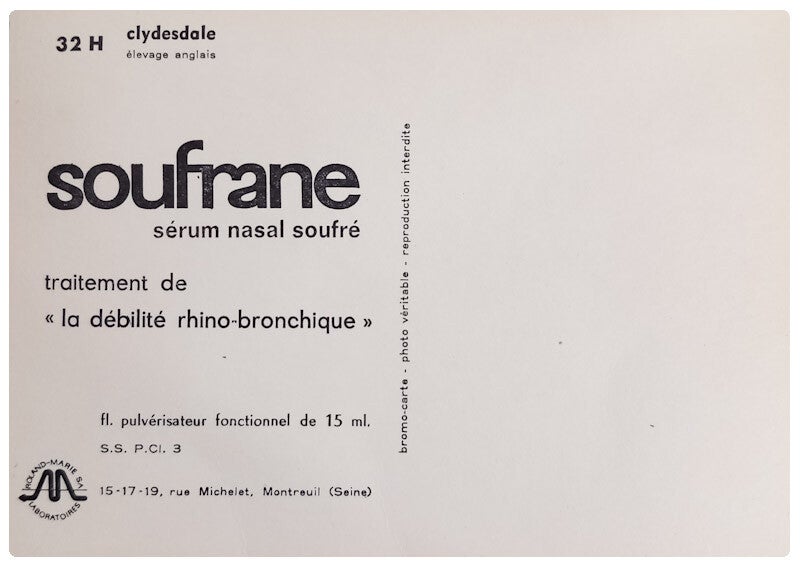 32 H
clydesdale
élevage anglais
soufrane
sérum nasal soufré
traitement de
« la débilité rhino-bronchique »
fl. pulvérisateur fonctionnel de 15 ml.
S.S. P.Cl. 3
15-17-19, rue Michelet, Montreuil (Seine)
ROLAND-MARIE SA
LABORATOIRES
bromo-carte - photo véritable - reproduction interdite